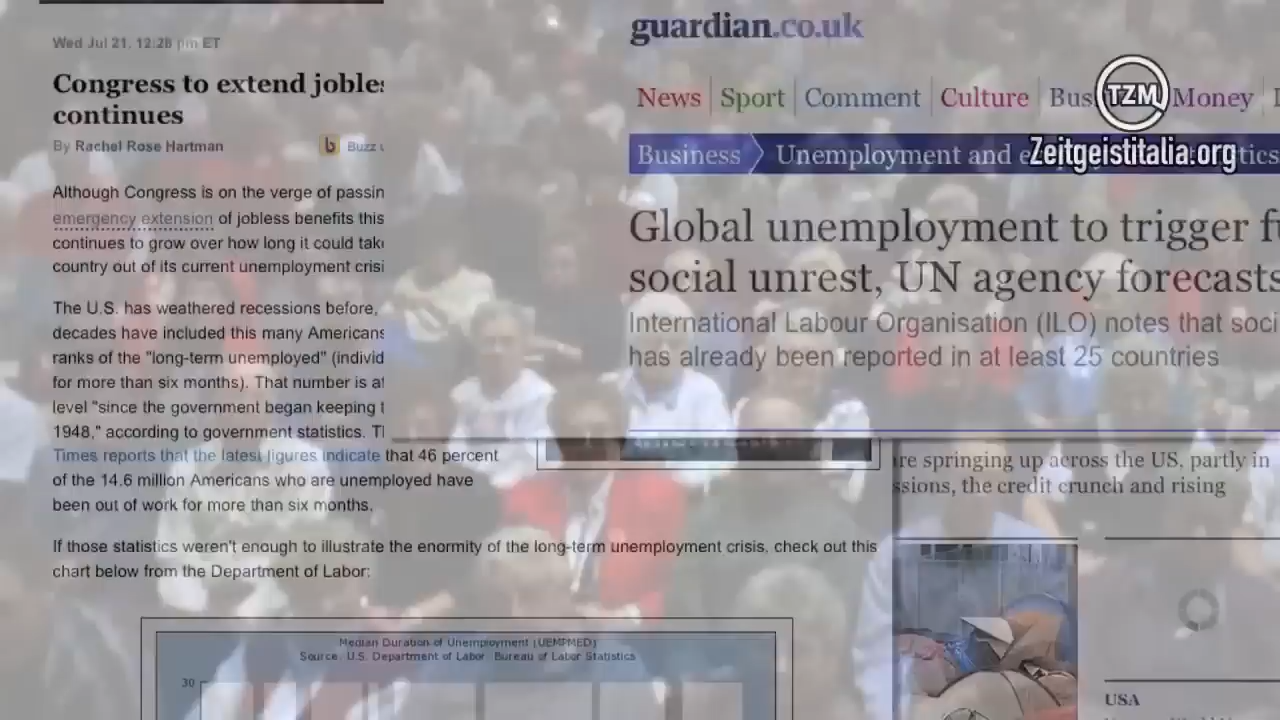 Wed Jul 21, 12:28 pm ET
Congress to extend jobles
continues
By Rachel Rose Hartman
Buzz u
Although Congress is on the verge of passin
emergency extension of jobless benefits this
continues to grow over how long it could tak
country out of its current unemployment crisi
The U.S. has weathered recessions before,
decades have included this many Americans
ranks of the "long-term unemployed" (individ
for more than six months). That number is at
level "since the government began keeping t
1948," according to government statistics. T
Times reports that the latest figures indicate that 46 percent
of the 14.6 million Americans who are unemployed have
been out of work for more than six months.
If those statistics weren't enough to illustrate the enormity of the long-term unemployment crisis, check out this
chart below from the Department of Labor:
Median Duration of Unemployment (UEMPMED)
Source: U.S. Department of Labor: Bureau of Labor Statistics
30
guardian.co.uk
News Sport Comment Culture Bus Money
TZM
Zeitgeistitalia.org
Business Unemployment and e tics
Global unemployment to trigger fu
social unrest, UN agency forecasts
International Labour Organisation (ILO) notes that soci
has already been reported in at least 25 countries
are springing up across the US, partly in
ssions, the credit crunch and rising
USA